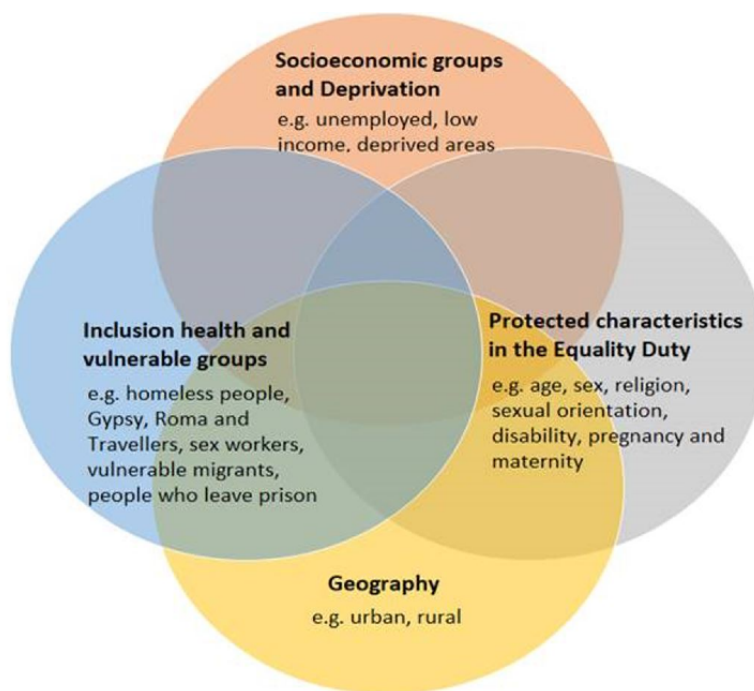 Socioeconomic groups
and Deprivation
e.g. unemployed, low
income, deprived areas
Inclusion health and
vulnerable groups
e.g. homeless people,
Gypsy, Roma and
Travellers, sex workers,
vulnerable migrants,
people who leave prison
Protected characteristics
in the Equality Duty
e.g. age, sex, religion,
sexual orientation,
disability, pregnancy and
maternity
Geography
e.g. urban, rural